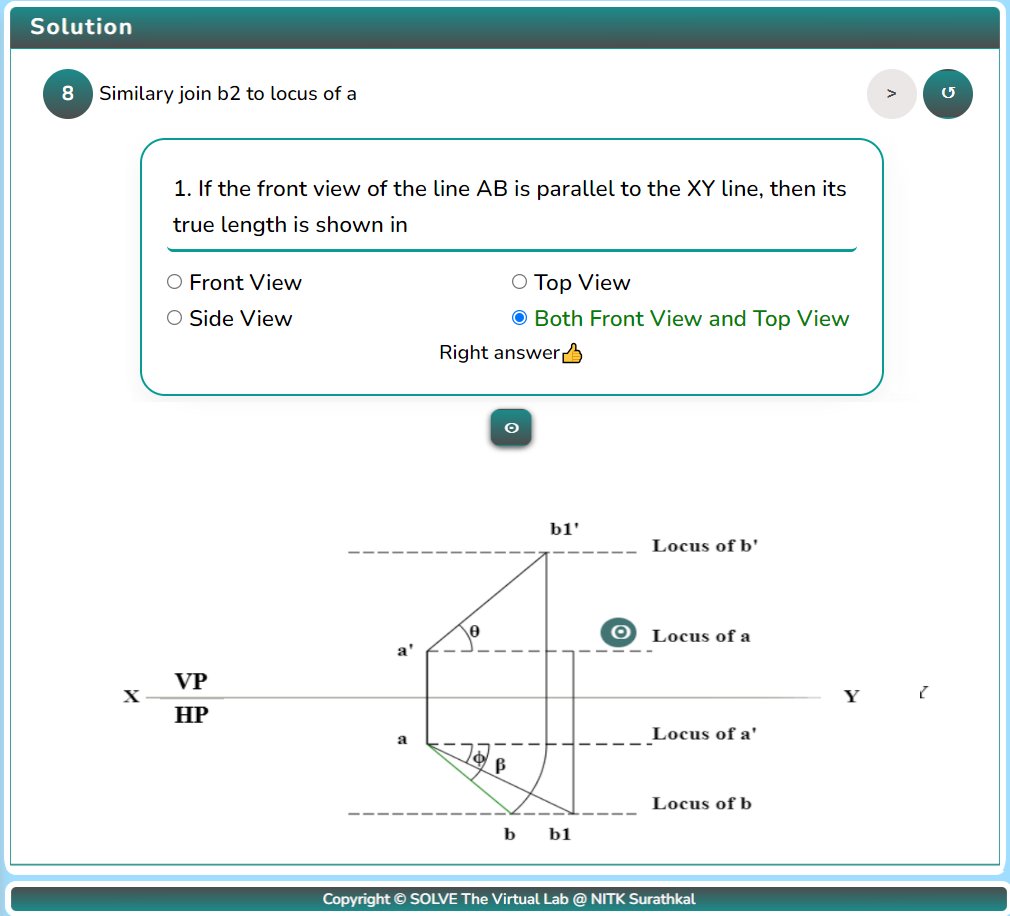 Solution
8 Similary join b2 to locus of a
>
1. If the front view of the line AB is parallel to the XY line, then its
true length is shown in
Front View
Top View
Side View
Both Front View and Top View
Right answer👍
b1'
Locus of b'
θ
Locus of a
a'
VP
X
Y
HP
a
Locus of a'
ϕ
β
Locus of b
b
b1
Copyright © SOLVE The Virtual Lab @ NITK Surathkal